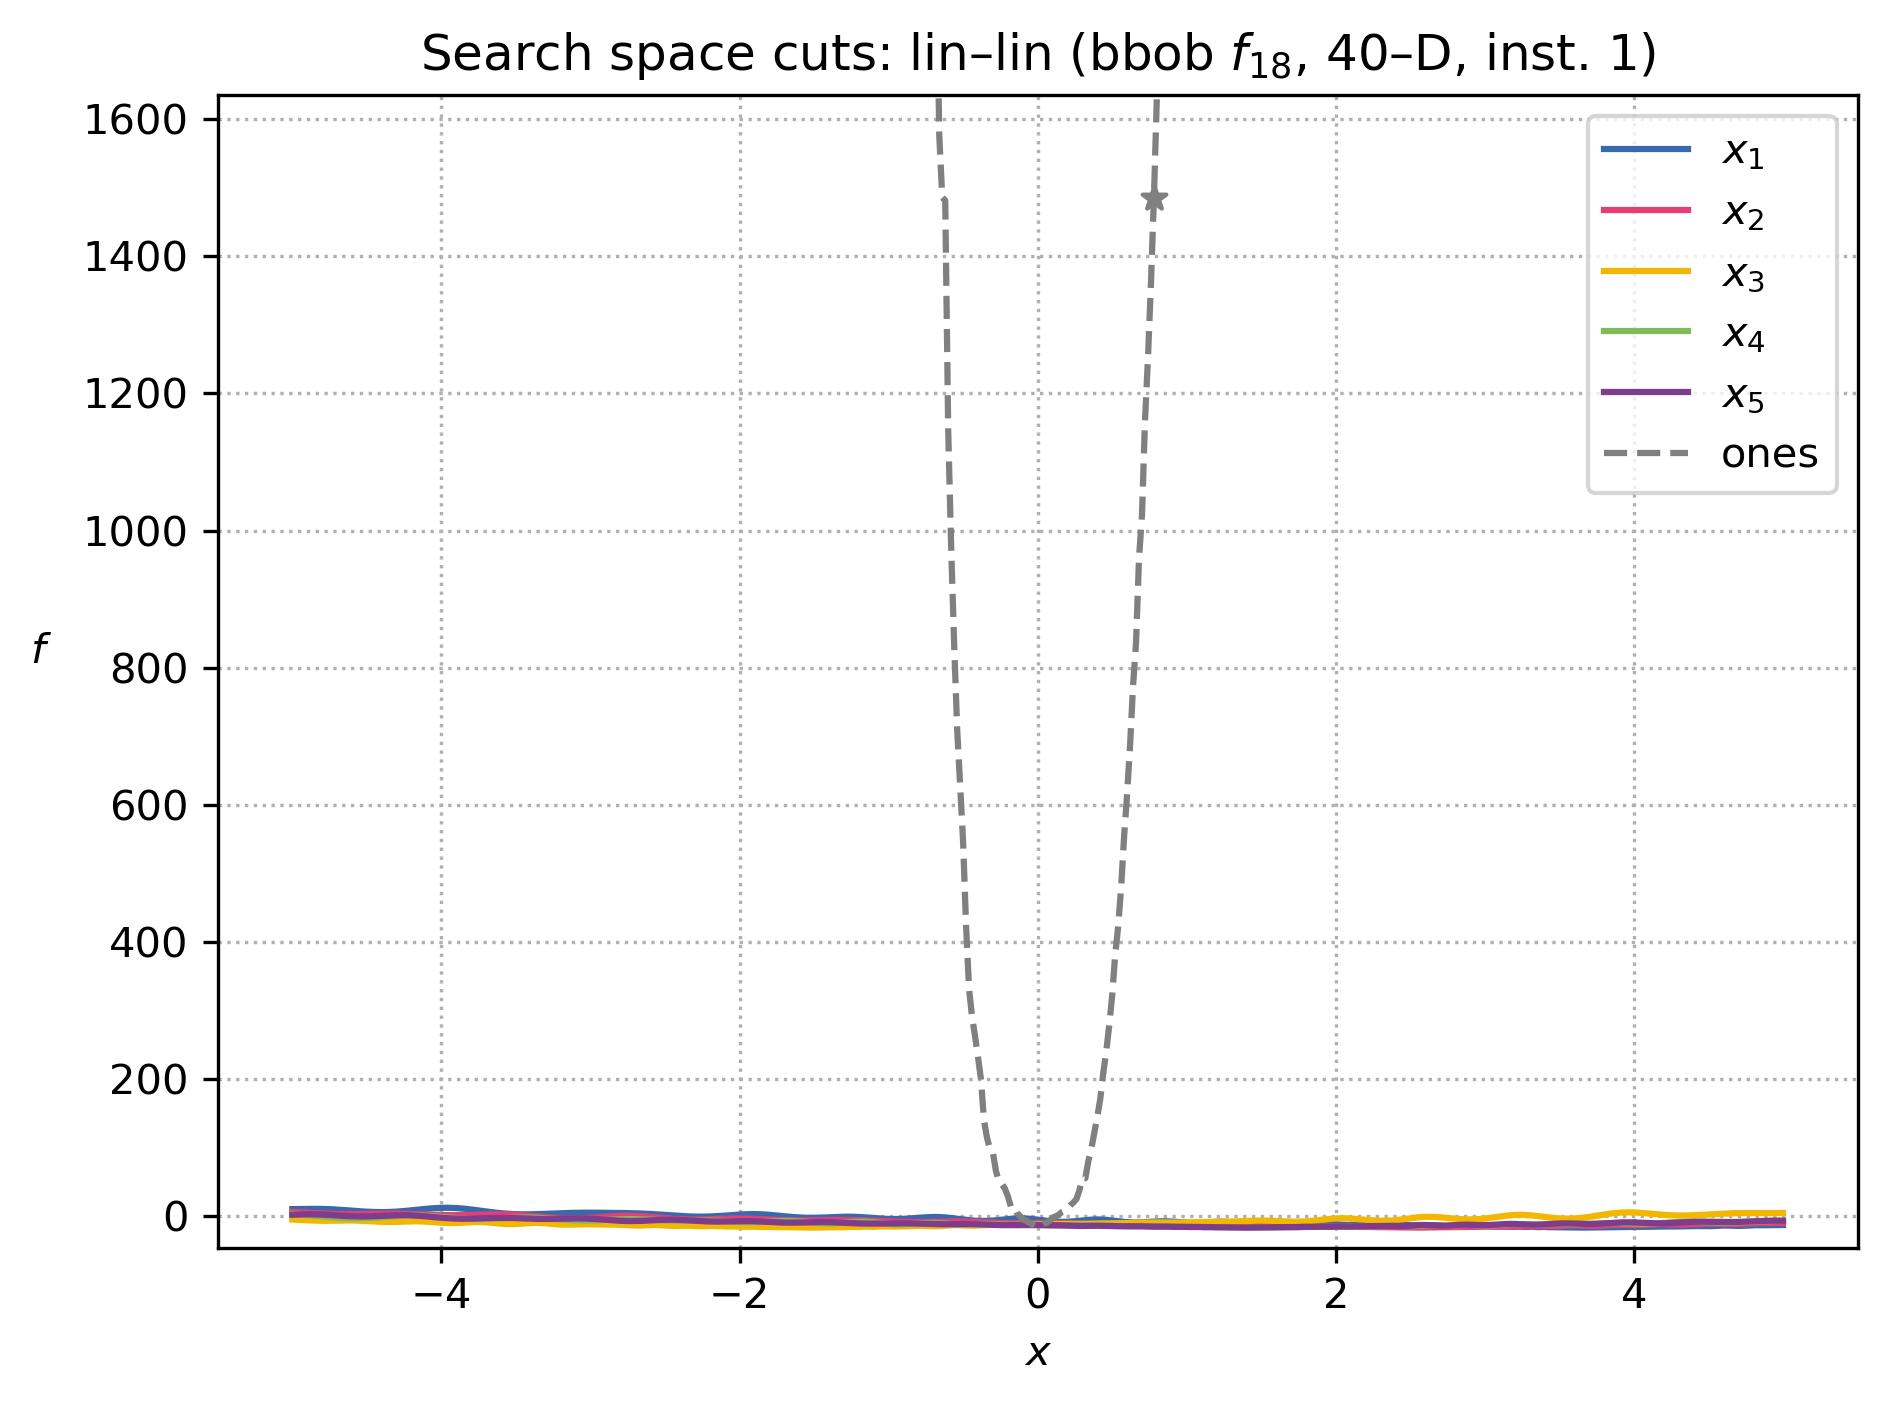 Search space cuts: lin–lin (bbob f₁₈, 40–D, inst. 1)
1600
1400
1200
1000
800
600
400
200
0
f
−4
−2
0
2
4
x
x₁
x₂
x₃
x₄
x₅
ones